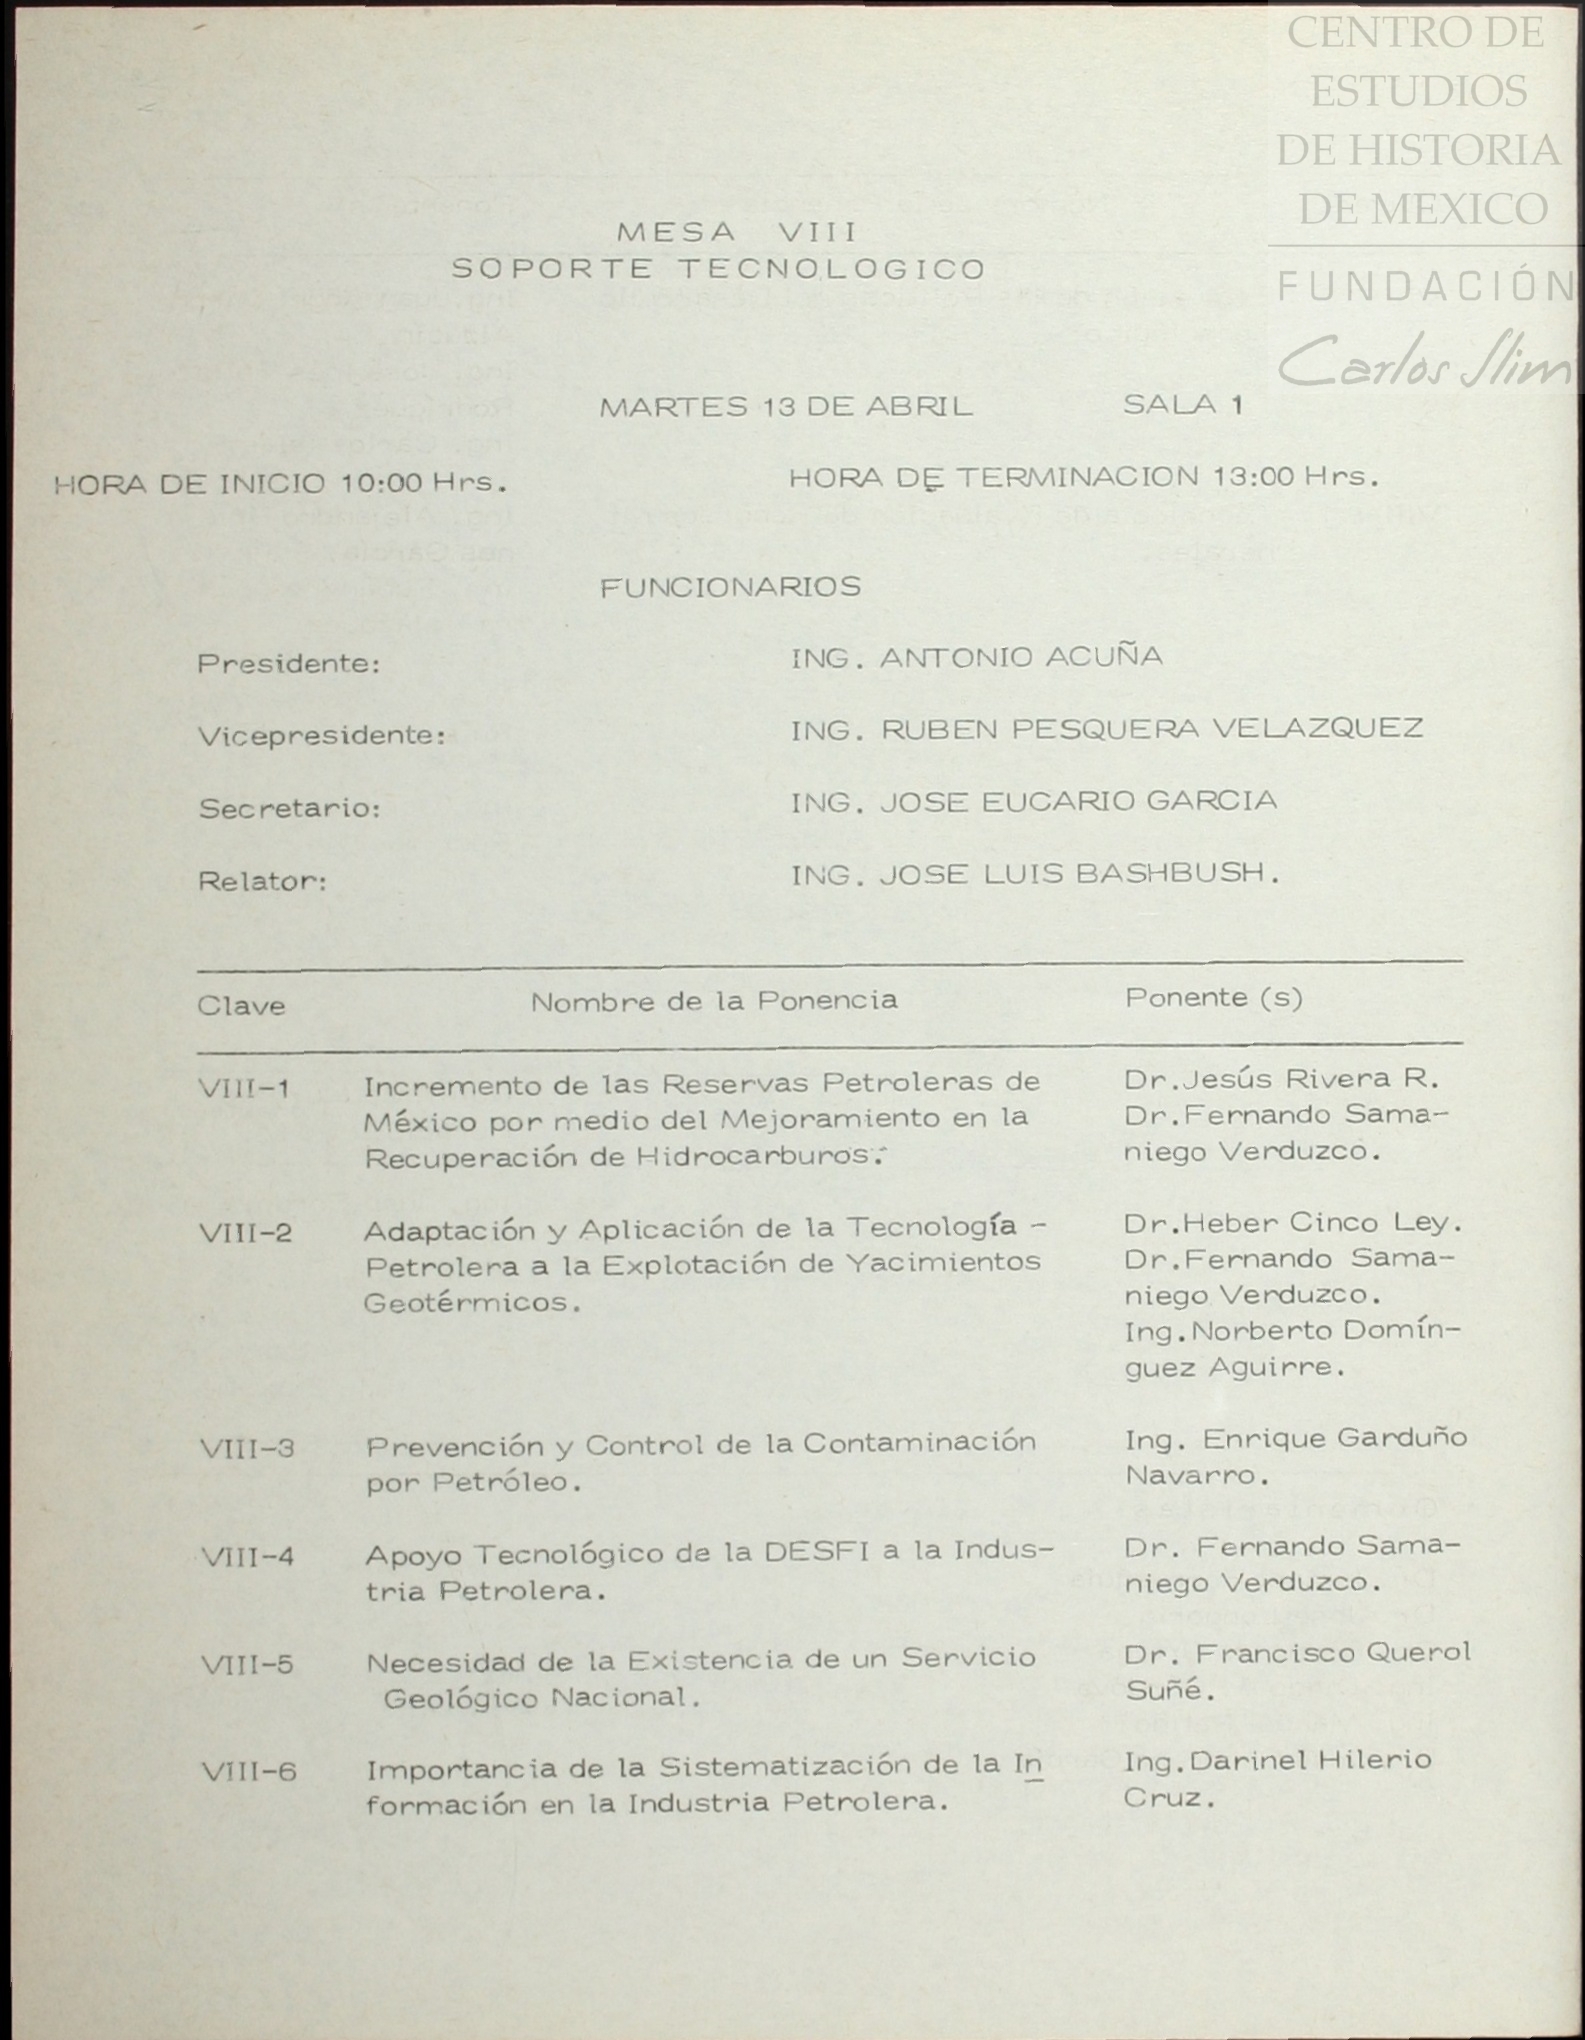 CENTRO DE
ESTUDIOS
DE HISTORIA
DE MEXICO
FUNDACIÓN
Carlos Slim
MESA VIII
SOPORTE TECNOLOGICO
MARTES 13 DE ABRIL SALA 1
HORA DE INICIO 10:00 Hrs. HORA DE TERMINACION 13:00 Hrs.
FUNCIONARIOS
Presidente: ING. ANTONIO ACUÑA
Vicepresidente: ING. RUBEN PESQUERA VELAZQUEZ
Secretario: ING. JOSE EUCARIO GARCIA
Relator: ING. JOSE LUIS BASHBUSH.
Clave Nombre de la Ponencia Ponente (s)
VIII-1 Incremento de las Reservas Petroleras de Dr.Jesús Rivera R.
México por medio del Mejoramiento en la Dr.Fernando Sama-
Recuperación de Hidrocarburos. niego Verduzco.
VIII-2 Adaptación y Aplicación de la Tecnología - Dr.Heber Cinco Ley.
Petrolera a la Explotación de Yacimientos Dr.Fernando Sama-
Geotérmicos. niego Verduzco.
Ing.Norberto Domín-
guez Aguirre.
VIII-3 Prevención y Control de la Contaminación Ing. Enrique Garduño
por Petróleo. Navarro.
VIII-4 Apoyo Tecnológico de la DESFI a la Indus- Dr. Fernando Sama-
tria Petrolera. niego Verduzco.
VIII-5 Necesidad de la Existencia de un Servicio Dr. Francisco Querol
Geológico Nacional. Suñé.
VIII-6 Importancia de la Sistematización de la In Ing.Darinel Hilerio
formación en la Industria Petrolera. Cruz.